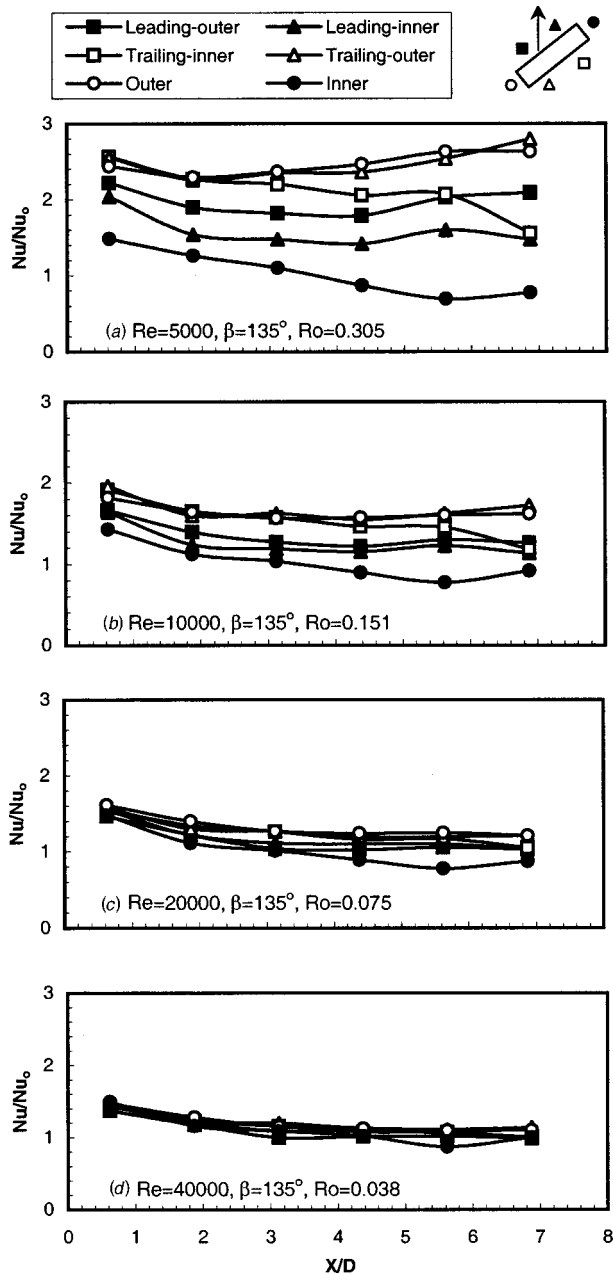 Leading-outer Leading-inner
Trailing-inner Trailing-outer
Outer Inner
3
2
1
0
Nu/Nuₒ
(a) Re=5000, β=135°, Ro=0.305
3
2
1
0
Nu/Nuₒ
(b) Re=10000, β=135°, Ro=0.151
3
2
1
0
Nu/Nuₒ
(c) Re=20000, β=135°, Ro=0.075
3
2
1
0
Nu/Nuₒ
(d) Re=40000, β=135°, Ro=0.038
0 1 2 3 4 5 6 7 8
X/D